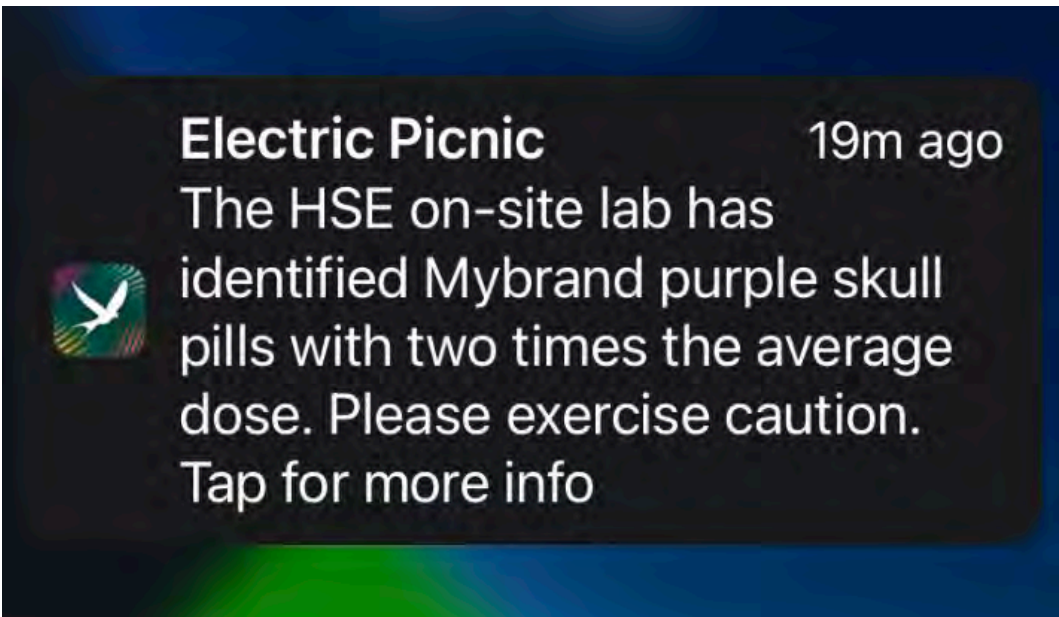 Electric Picnic 19m ago
The HSE on-site lab has
identified Mybrand purple skull
pills with two times the average
dose. Please exercise caution.
Tap for more info